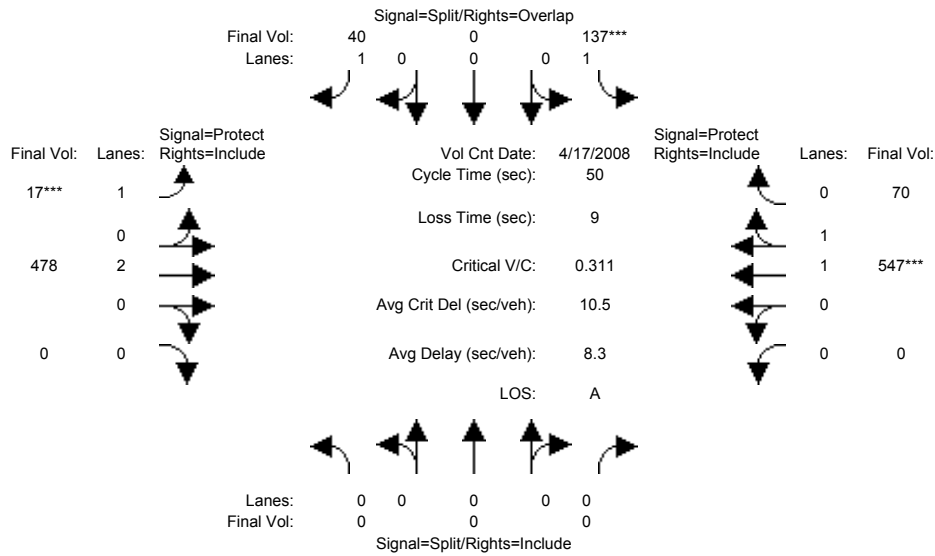 Signal=Split/Rights=Overlap
Final Vol: 40 0 137***
Lanes: 1 0 0 0 1
Signal=Protect
Final Vol: Lanes: Rights=Include
Vol Cnt Date: 4/17/2008
Signal=Protect
Rights=Include Lanes: Final Vol:
Cycle Time (sec): 50
17*** 1
0 70
Loss Time (sec): 9
0
1
478 2
Critical V/C: 0.311
1 547***
0
Avg Crit Del (sec/veh): 10.5
0
0 0
Avg Delay (sec/veh): 8.3
0 0
LOS: A
Lanes: 0 0 0 0 0
Final Vol: 0 0 0
Signal=Split/Rights=Include